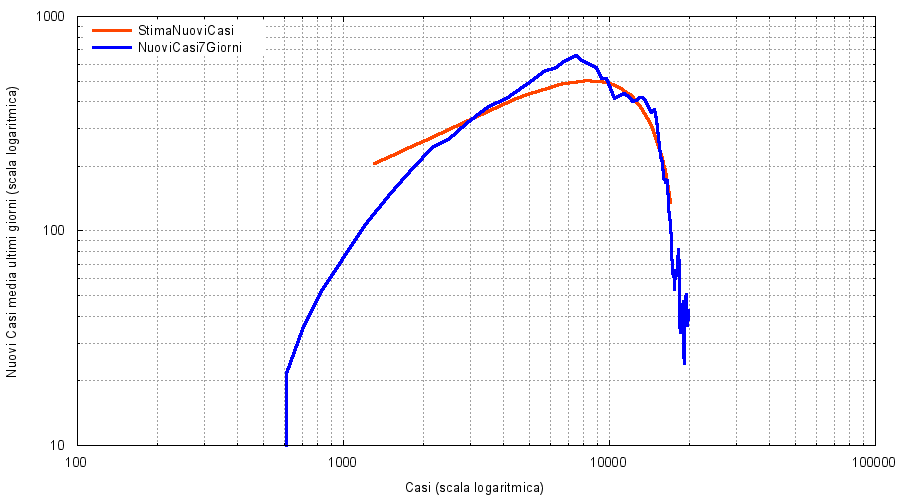 1000
StimaNuoviCasi
NuoviCasi7Giorni
Nuovi Casi media ultimi giorni (scala logaritmica)
100
10
100
1000
10000
100000
Casi (scala logaritmica)